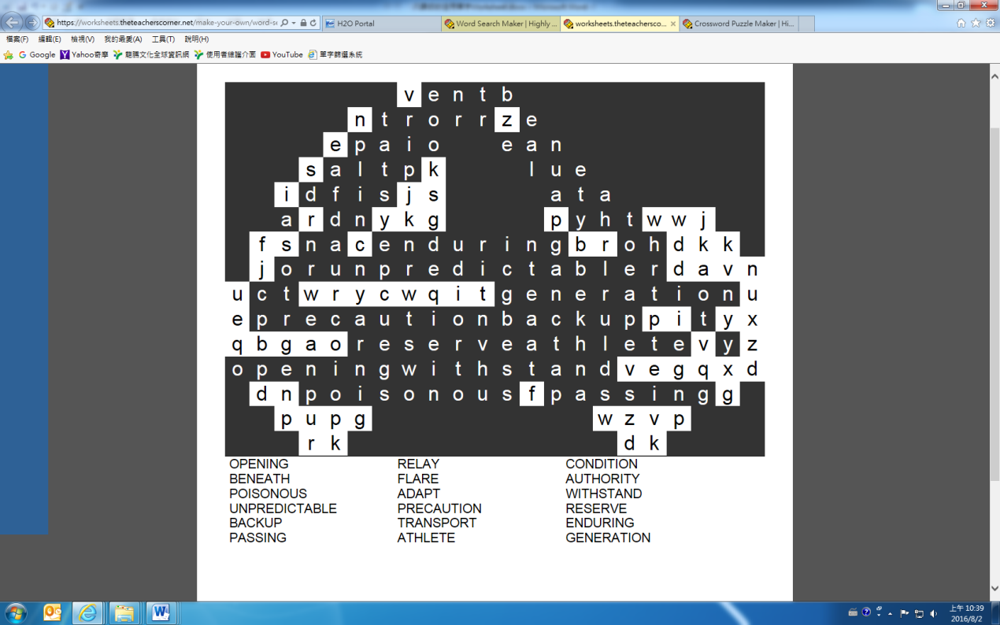 https://worksheets.theteacherscorner.net/make-your-own/word-se
H2O Portal
Word Search Maker | Highly ...
worksheets.theteachersco...
Crossword Puzzle Maker | Hi...
檔案(F) 編輯(E) 檢視(V) 我的最愛(A) 工具(T) 說明(H)
Google Yahoo奇摩 龍騰文化全球資訊網 使用者維護介面 YouTube 單字篩選系統
v e n t b
n t r o r r z e
e p a i o e a n
s a l t p k l u e
i d f i s j s a t a
a r d n y k g p y h t w w j
f s n a c e n d u r i n g b r o h d k k
j o r u n p r e d i c t a b l e r d a v n
u c t w r y c w q i t g e n e r a t i o n u
e p r e c a u t i o n b a c k u p p i t y x
q b g a o r e s e r v e a t h l e t e v y z
o p e n i n g w i t h s t a n d v e g q x d
d n p o i s o n o u s f p a s s i n g g
p u p g w z v p
r k d k
OPENING RELAY CONDITION
BENEATH FLARE AUTHORITY
POISONOUS ADAPT WITHSTAND
UNPREDICTABLE PRECAUTION RESERVE
BACKUP TRANSPORT ENDURING
PASSING ATHLETE GENERATION
上午 10:39
2016/8/2